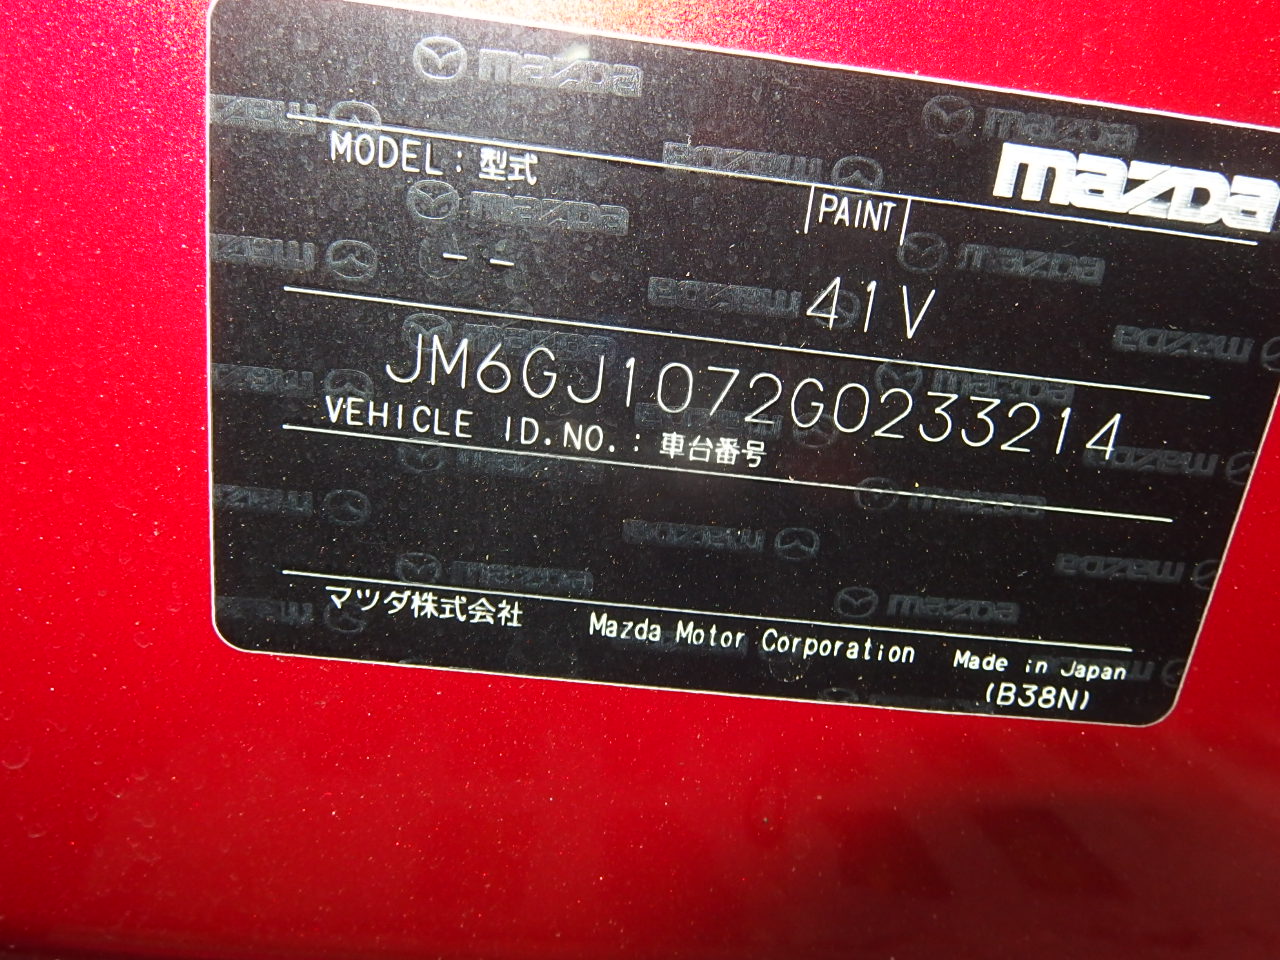 mazda
MODEL : 型式
PAINT
-- 41V
JM6GJ1072G0233214
VEHICLE ID.NO. : 車台番号
マツダ株式会社 Mazda Motor Corporation Made in Japan
(B38N)